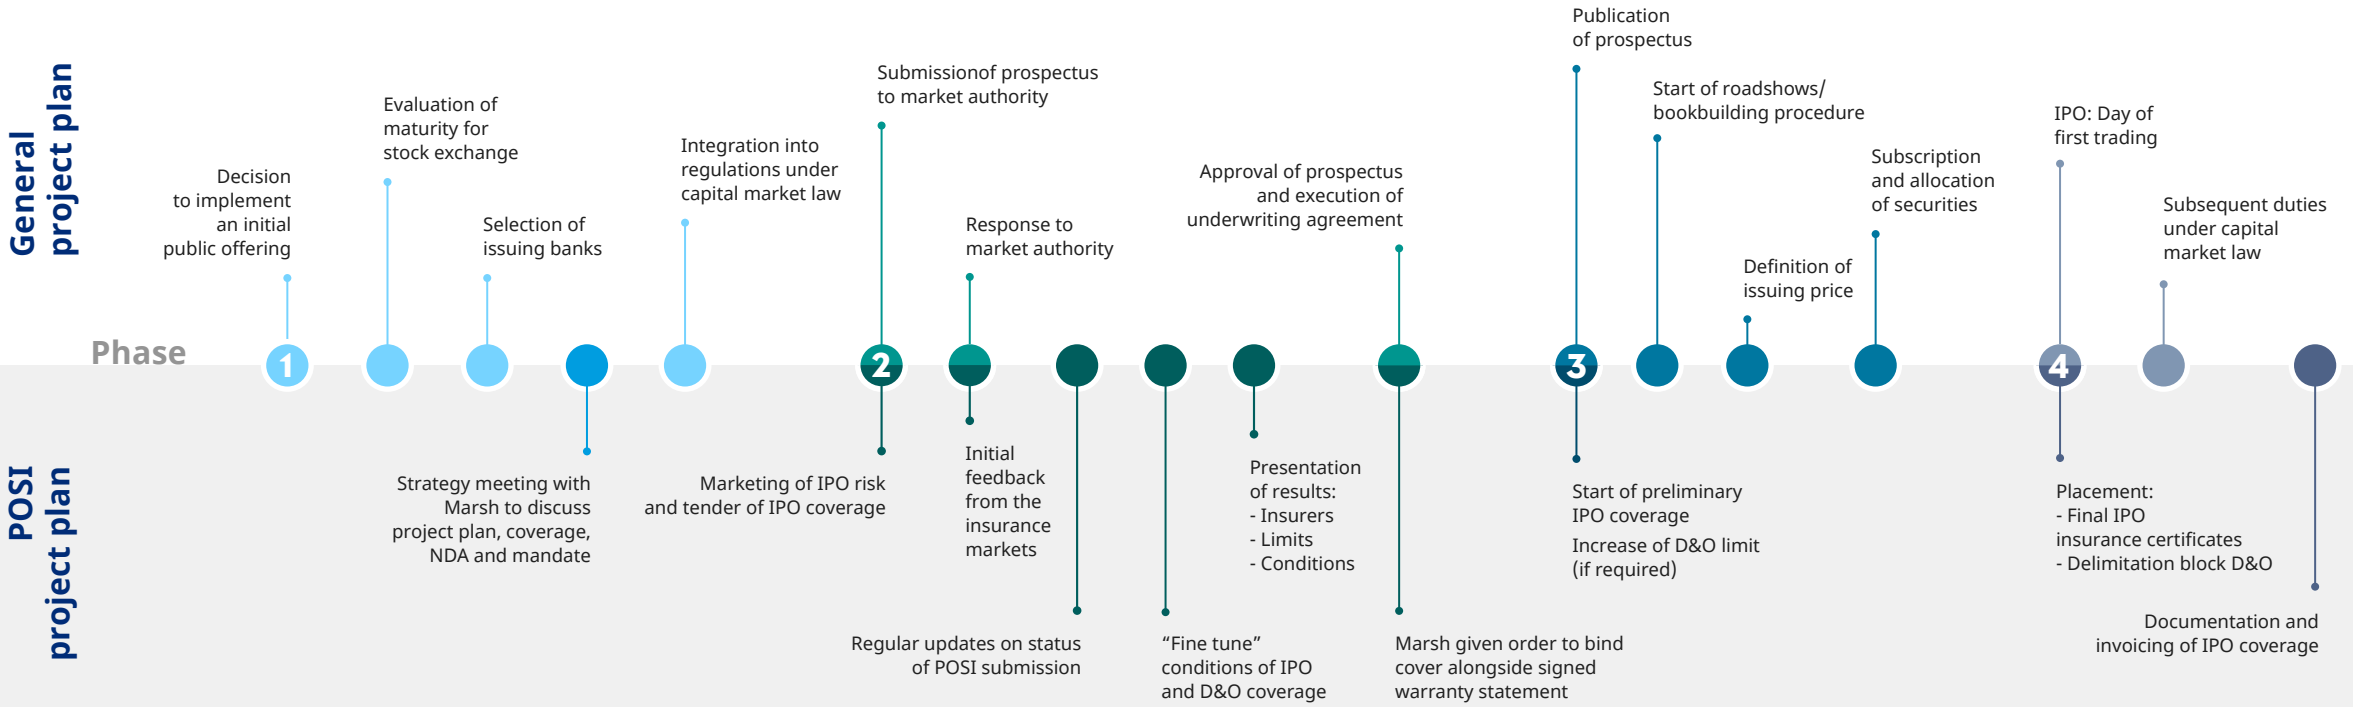 General
project plan
Decision
to implement
an initial
public offering
Evaluation of
maturity for
stock exchange
Selection of
issuing banks
Integration into
regulations under
capital market law
Submissionof prospectus
to market authority
Response to
market authority
Approval of prospectus
and execution of
underwriting agreement
Publication
of prospectus
Start of roadshows/
bookbuilding procedure
Definition of
issuing price
Subscription
and allocation
of securities
IPO: Day of
first trading
Subsequent duties
under capital
market law
Phase
1
2
3
4
POSI
project plan
Strategy meeting with
Marsh to discuss
project plan, coverage,
NDA and mandate
Marketing of IPO risk
and tender of IPO coverage
Initial
feedback
from the
insurance
markets
Regular updates on status
of POSI submission
“Fine tune”
conditions of IPO
and D&O coverage
Presentation
of results:
- Insurers
- Limits
- Conditions
Marsh given order to bind
cover alongside signed
warranty statement
Start of preliminary
IPO coverage
Increase of D&O limit
(if required)
Placement:
- Final IPO
insurance certificates
- Delimitation block D&O
Documentation and
invoicing of IPO coverage